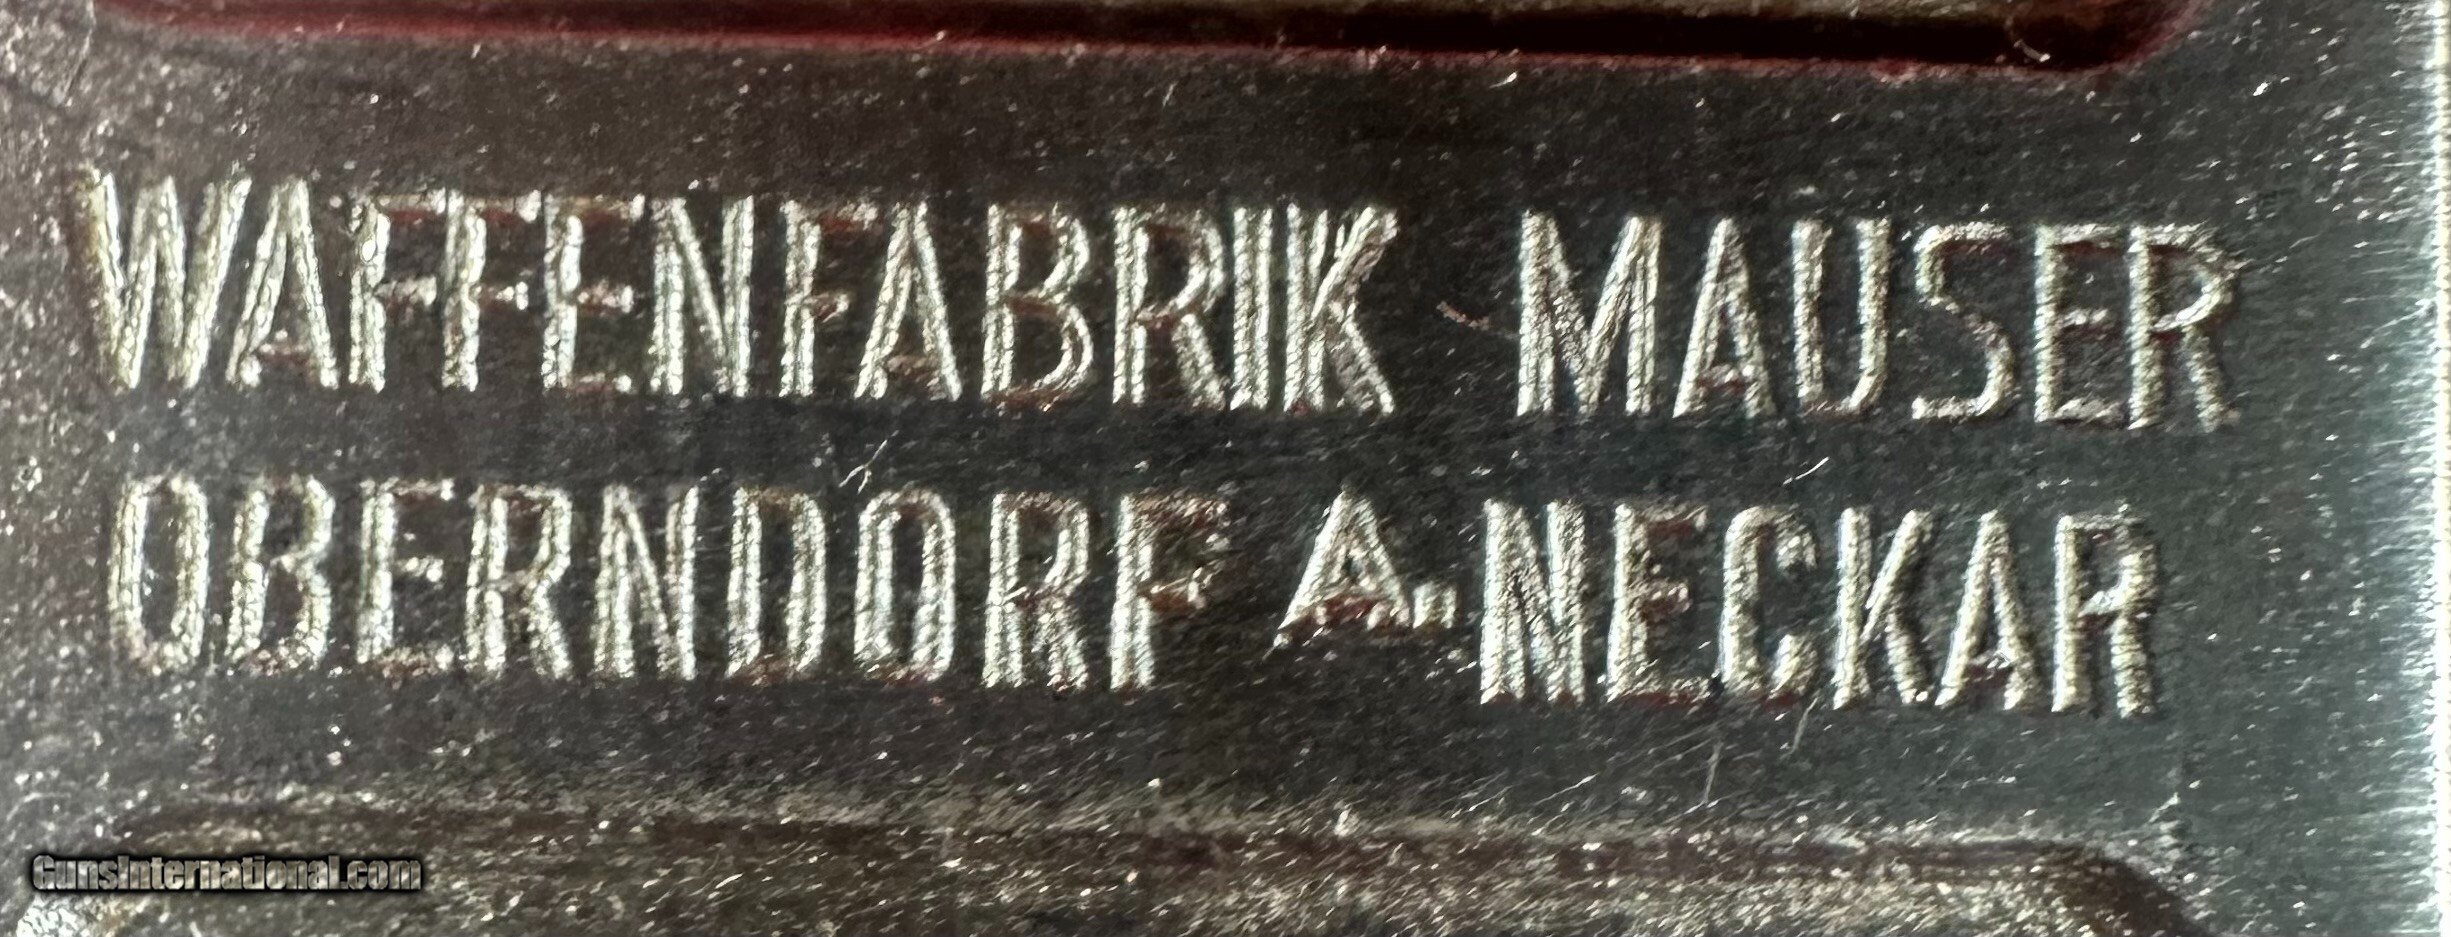 WAFFENFABRIK MAUSER
OBERNDORF A.NECKAR
GunsInternational.com